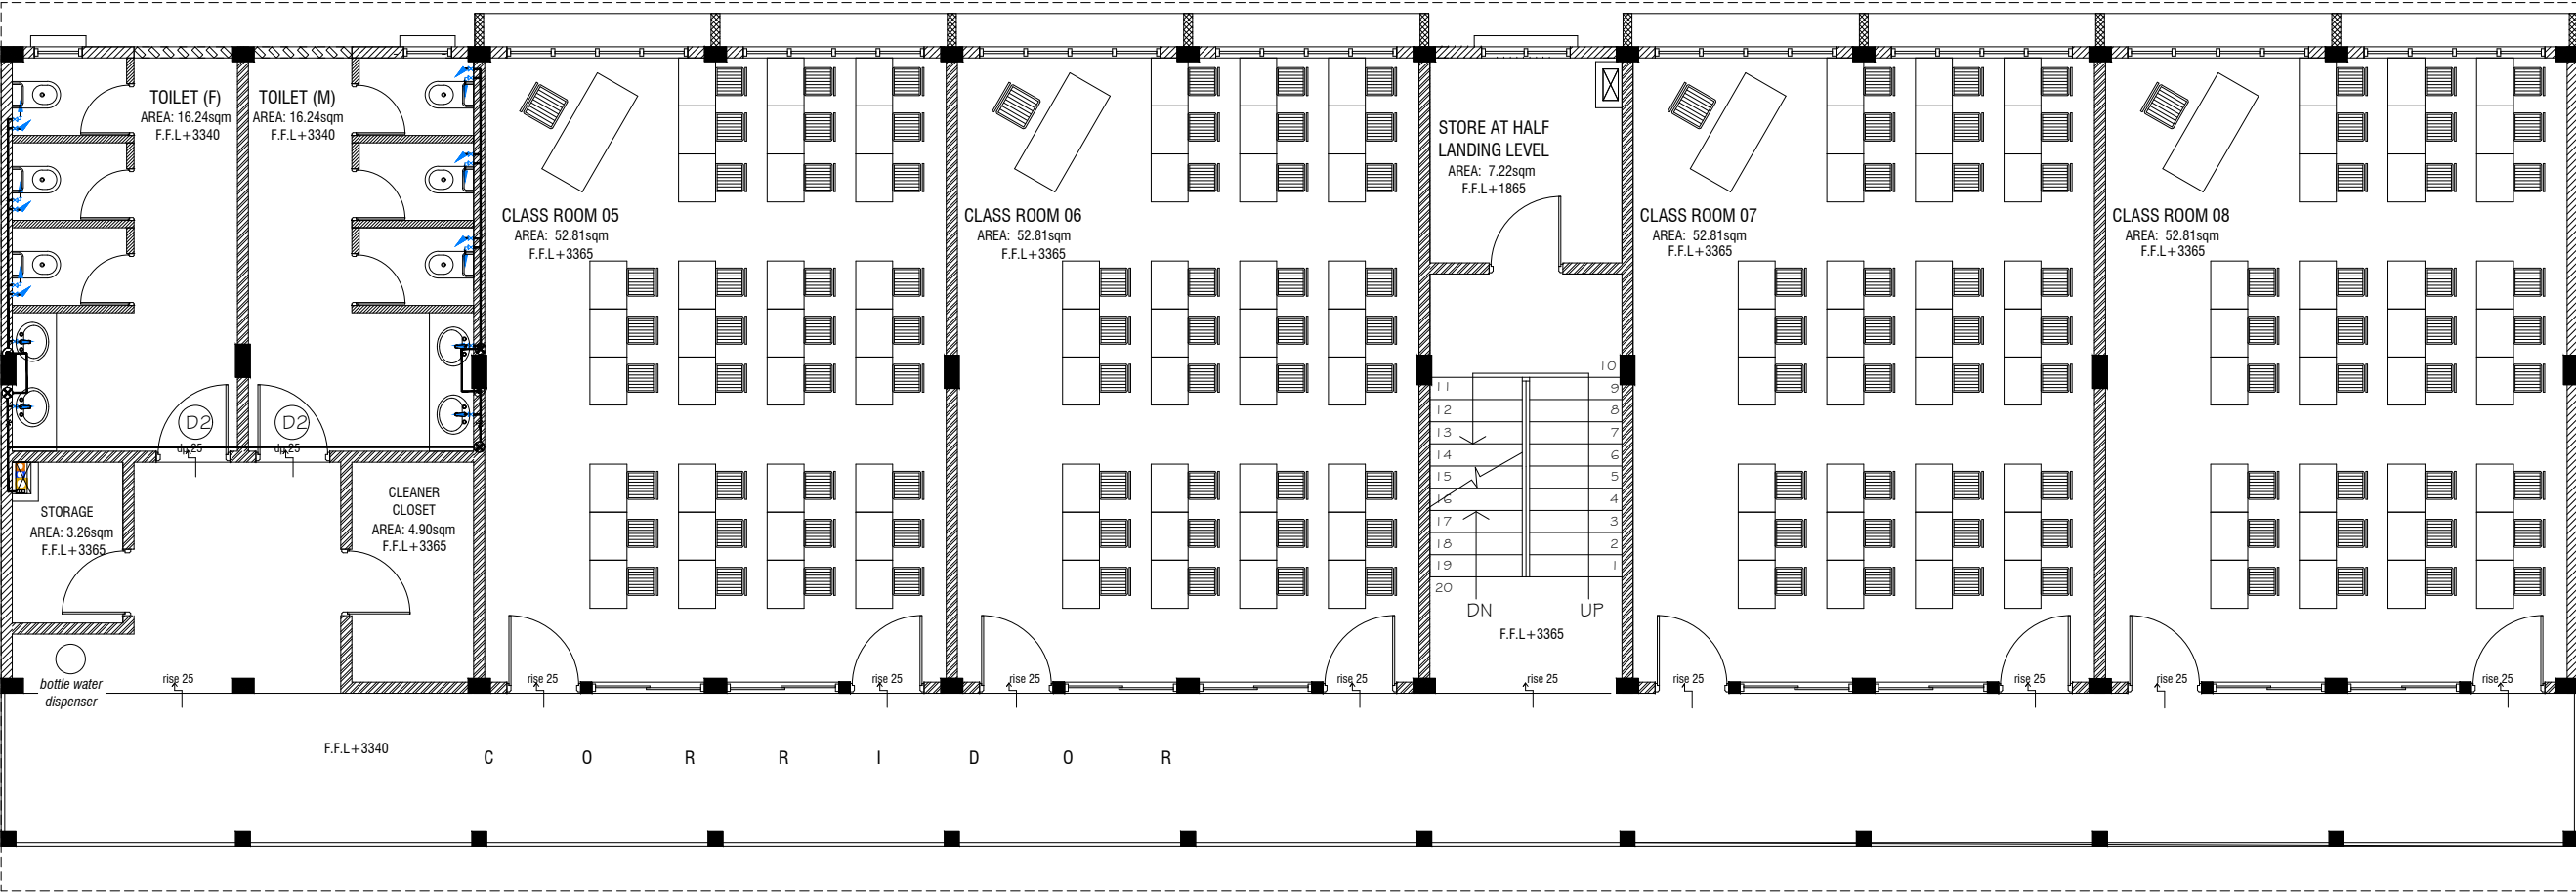 TOILET (F)
AREA: 16.24sqm
F.F.L+3340
TOILET (M)
AREA: 16.24sqm
F.F.L+3340
STORE AT HALF
LANDING LEVEL
AREA: 7.22sqm
F.F.L+1865
CLASS ROOM 05
AREA: 52.81sqm
F.F.L+3365
CLASS ROOM 06
AREA: 52.81sqm
F.F.L+3365
CLASS ROOM 07
AREA: 52.81sqm
F.F.L+3365
CLASS ROOM 08
AREA: 52.81sqm
F.F.L+3365
D2
dp 25
D2
dp 25
10
11
9
12
8
13
7
14
6
15
5
16
4
17
3
18
2
19
1
20
DN
UP
F.F.L+3365
STORAGE
AREA: 3.26sqm
F.F.L+3365
CLEANER
CLOSET
AREA: 4.90sqm
F.F.L+3365
bottle water
dispenser
rise 25
rise 25
rise 25
rise 25
rise 25
rise 25
rise 25
rise 25
rise 25
rise 25
F.F.L+3340
C O R R I D O R